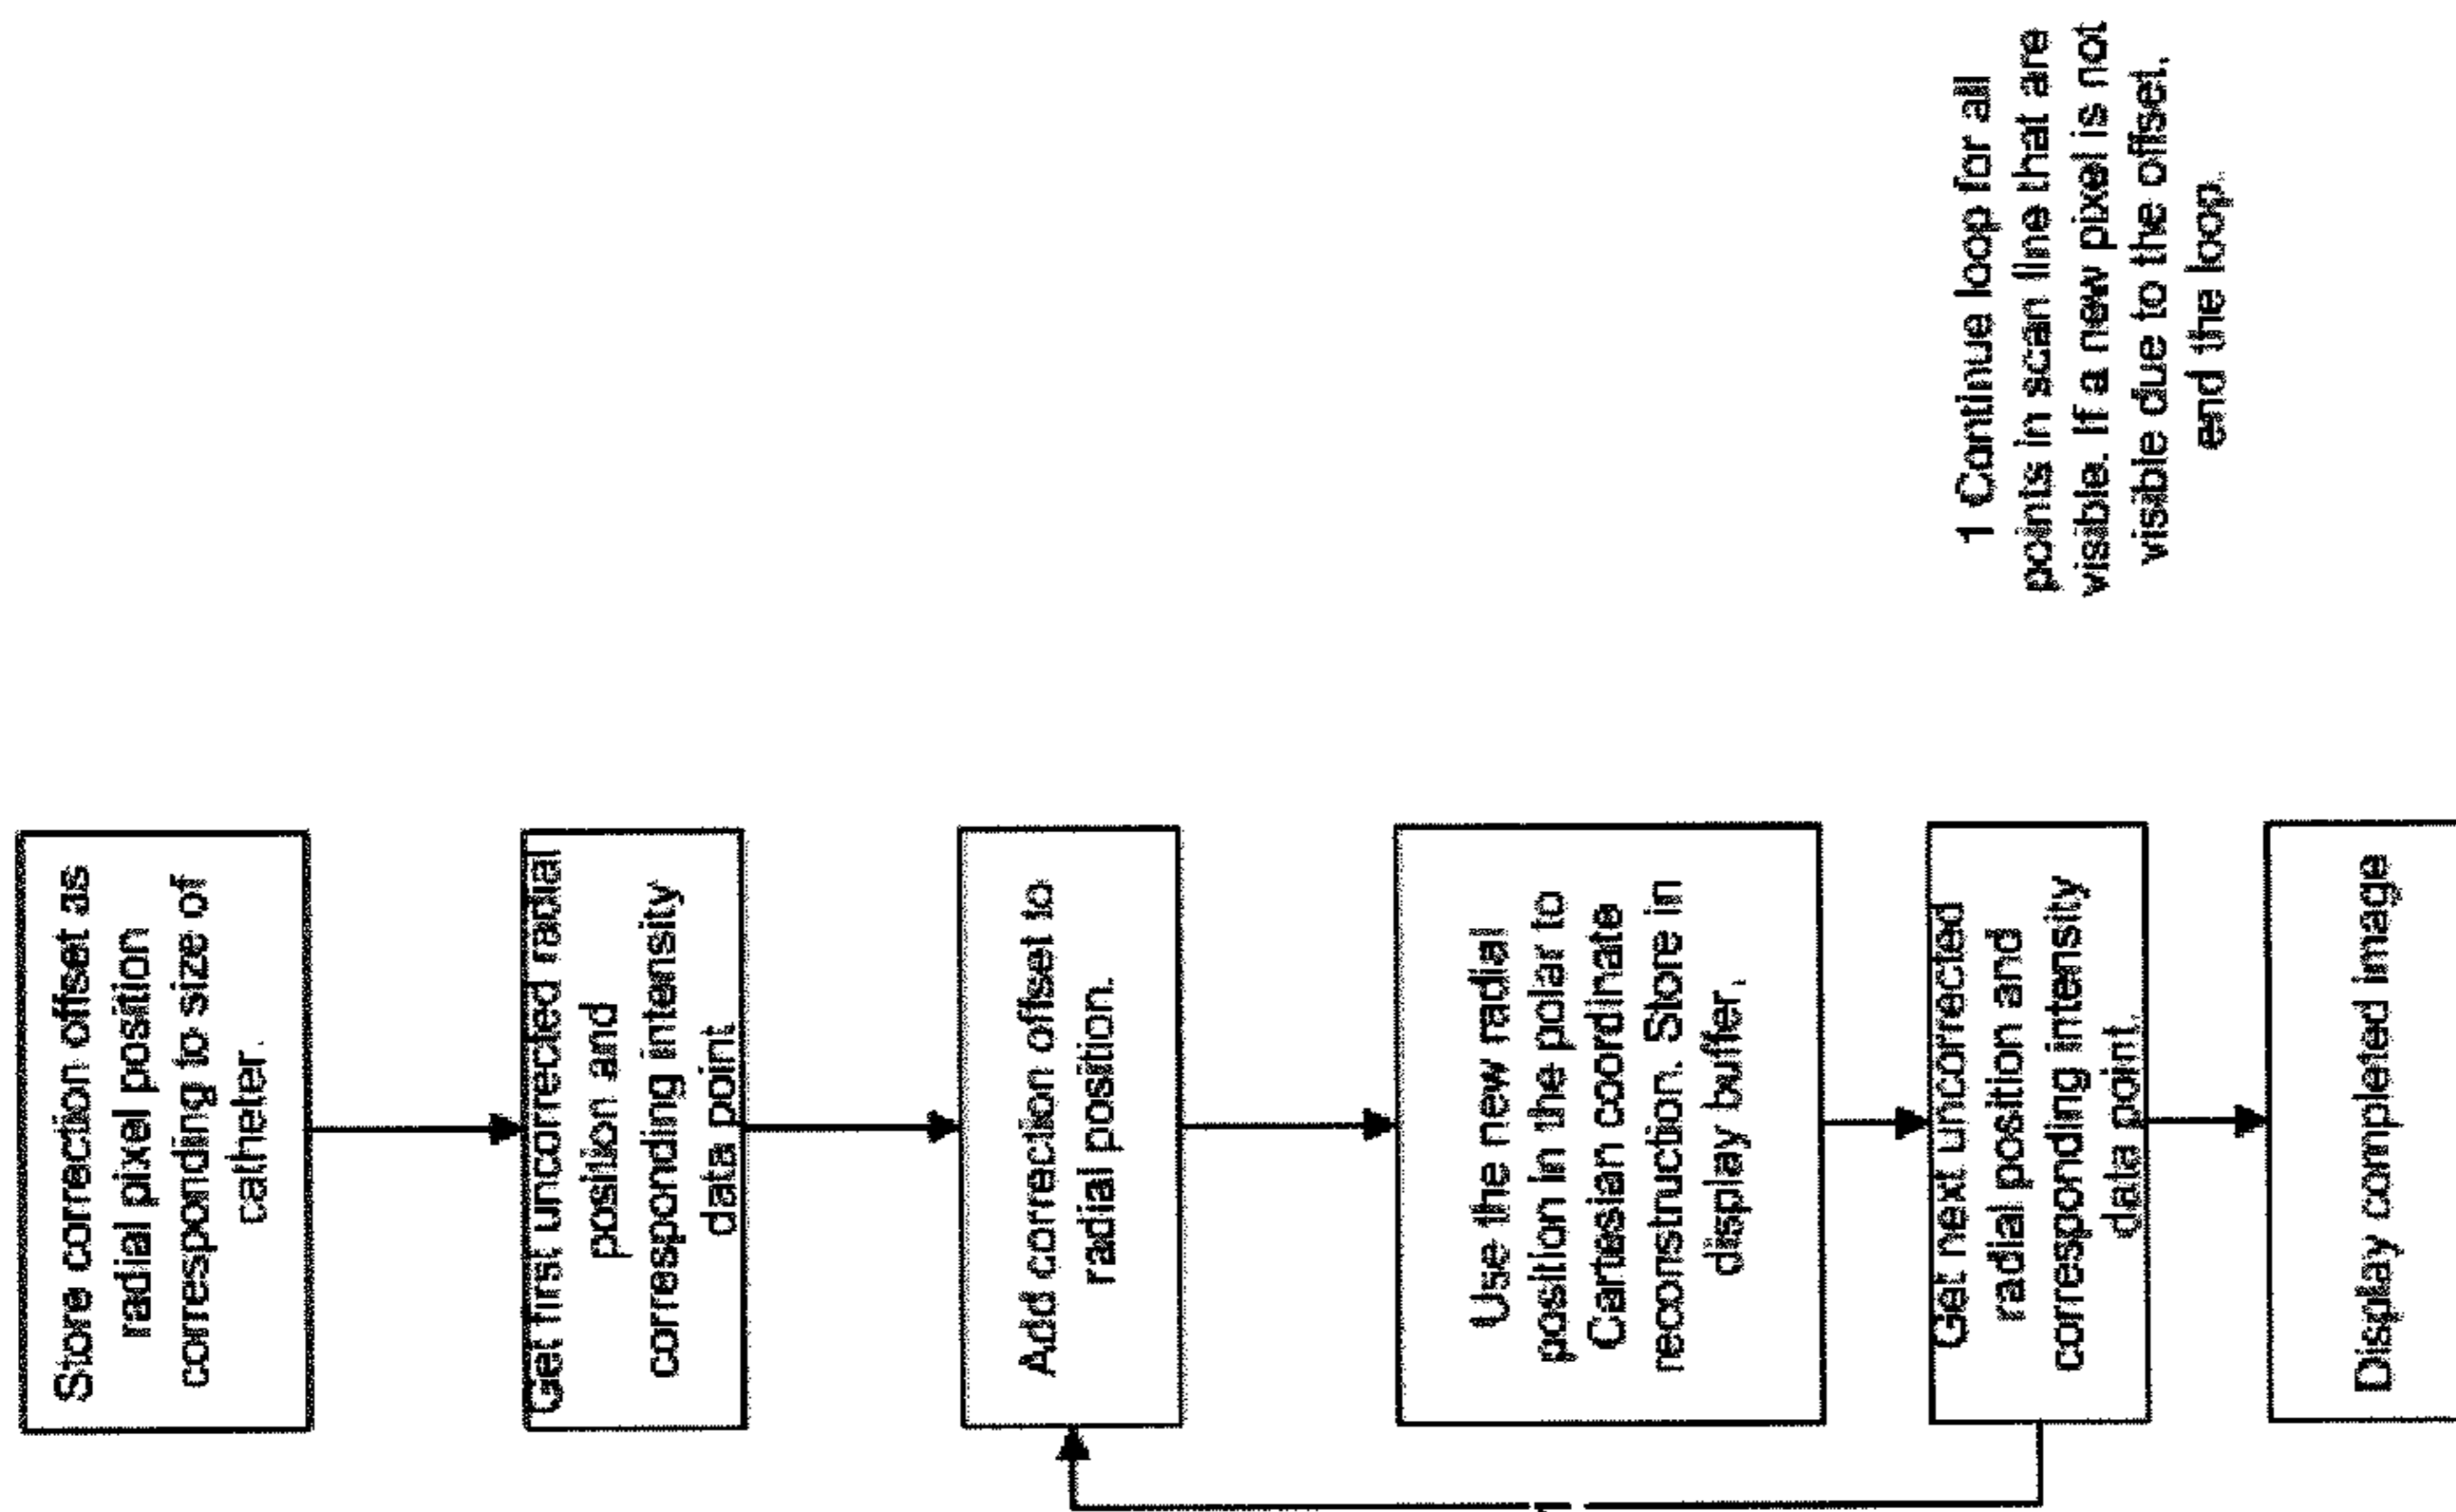 Store correction offset as
radial pixel position
corresponding to size of
catheter.
Get first uncorrected radial
position and
corresponding intensity
data point
Add correction offset to
radial position.
Use the new radial
position in the polar to
Cartesian coordinate
reconstruction. Store in
display buffer.
Get next uncorrected
radial position and
corresponding intensity
data point.
Display completed image
1
1 Continue loop for all
points in scan line that are
visible. If a new pixel is not
visible due to the offset,
end the loop.